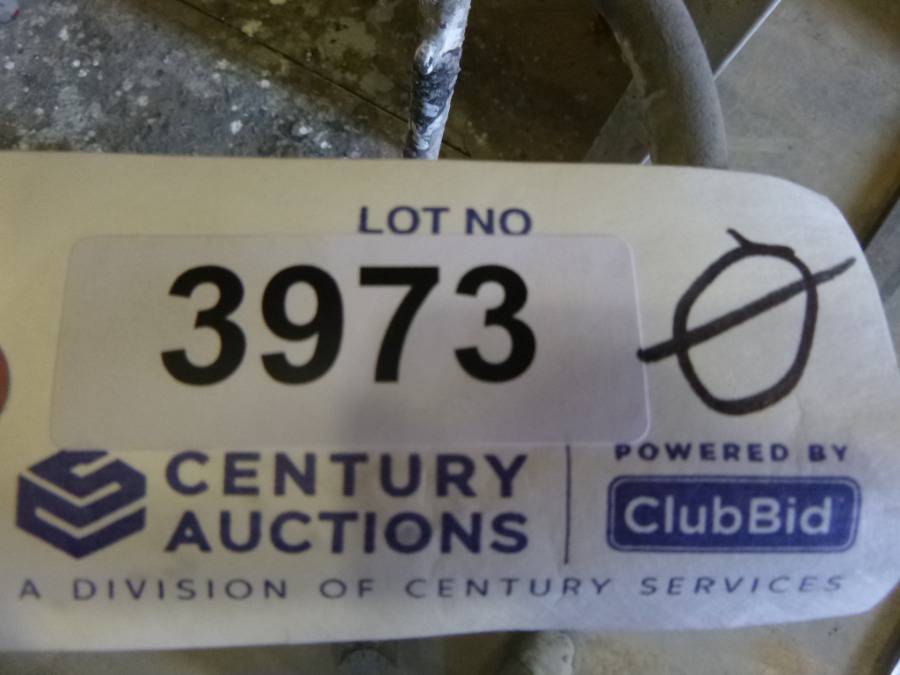 LOT NO
3973 Ø
CENTURY
AUCTIONS
POWERED BY
ClubBid
A DIVISION OF CENTURY SERVICES